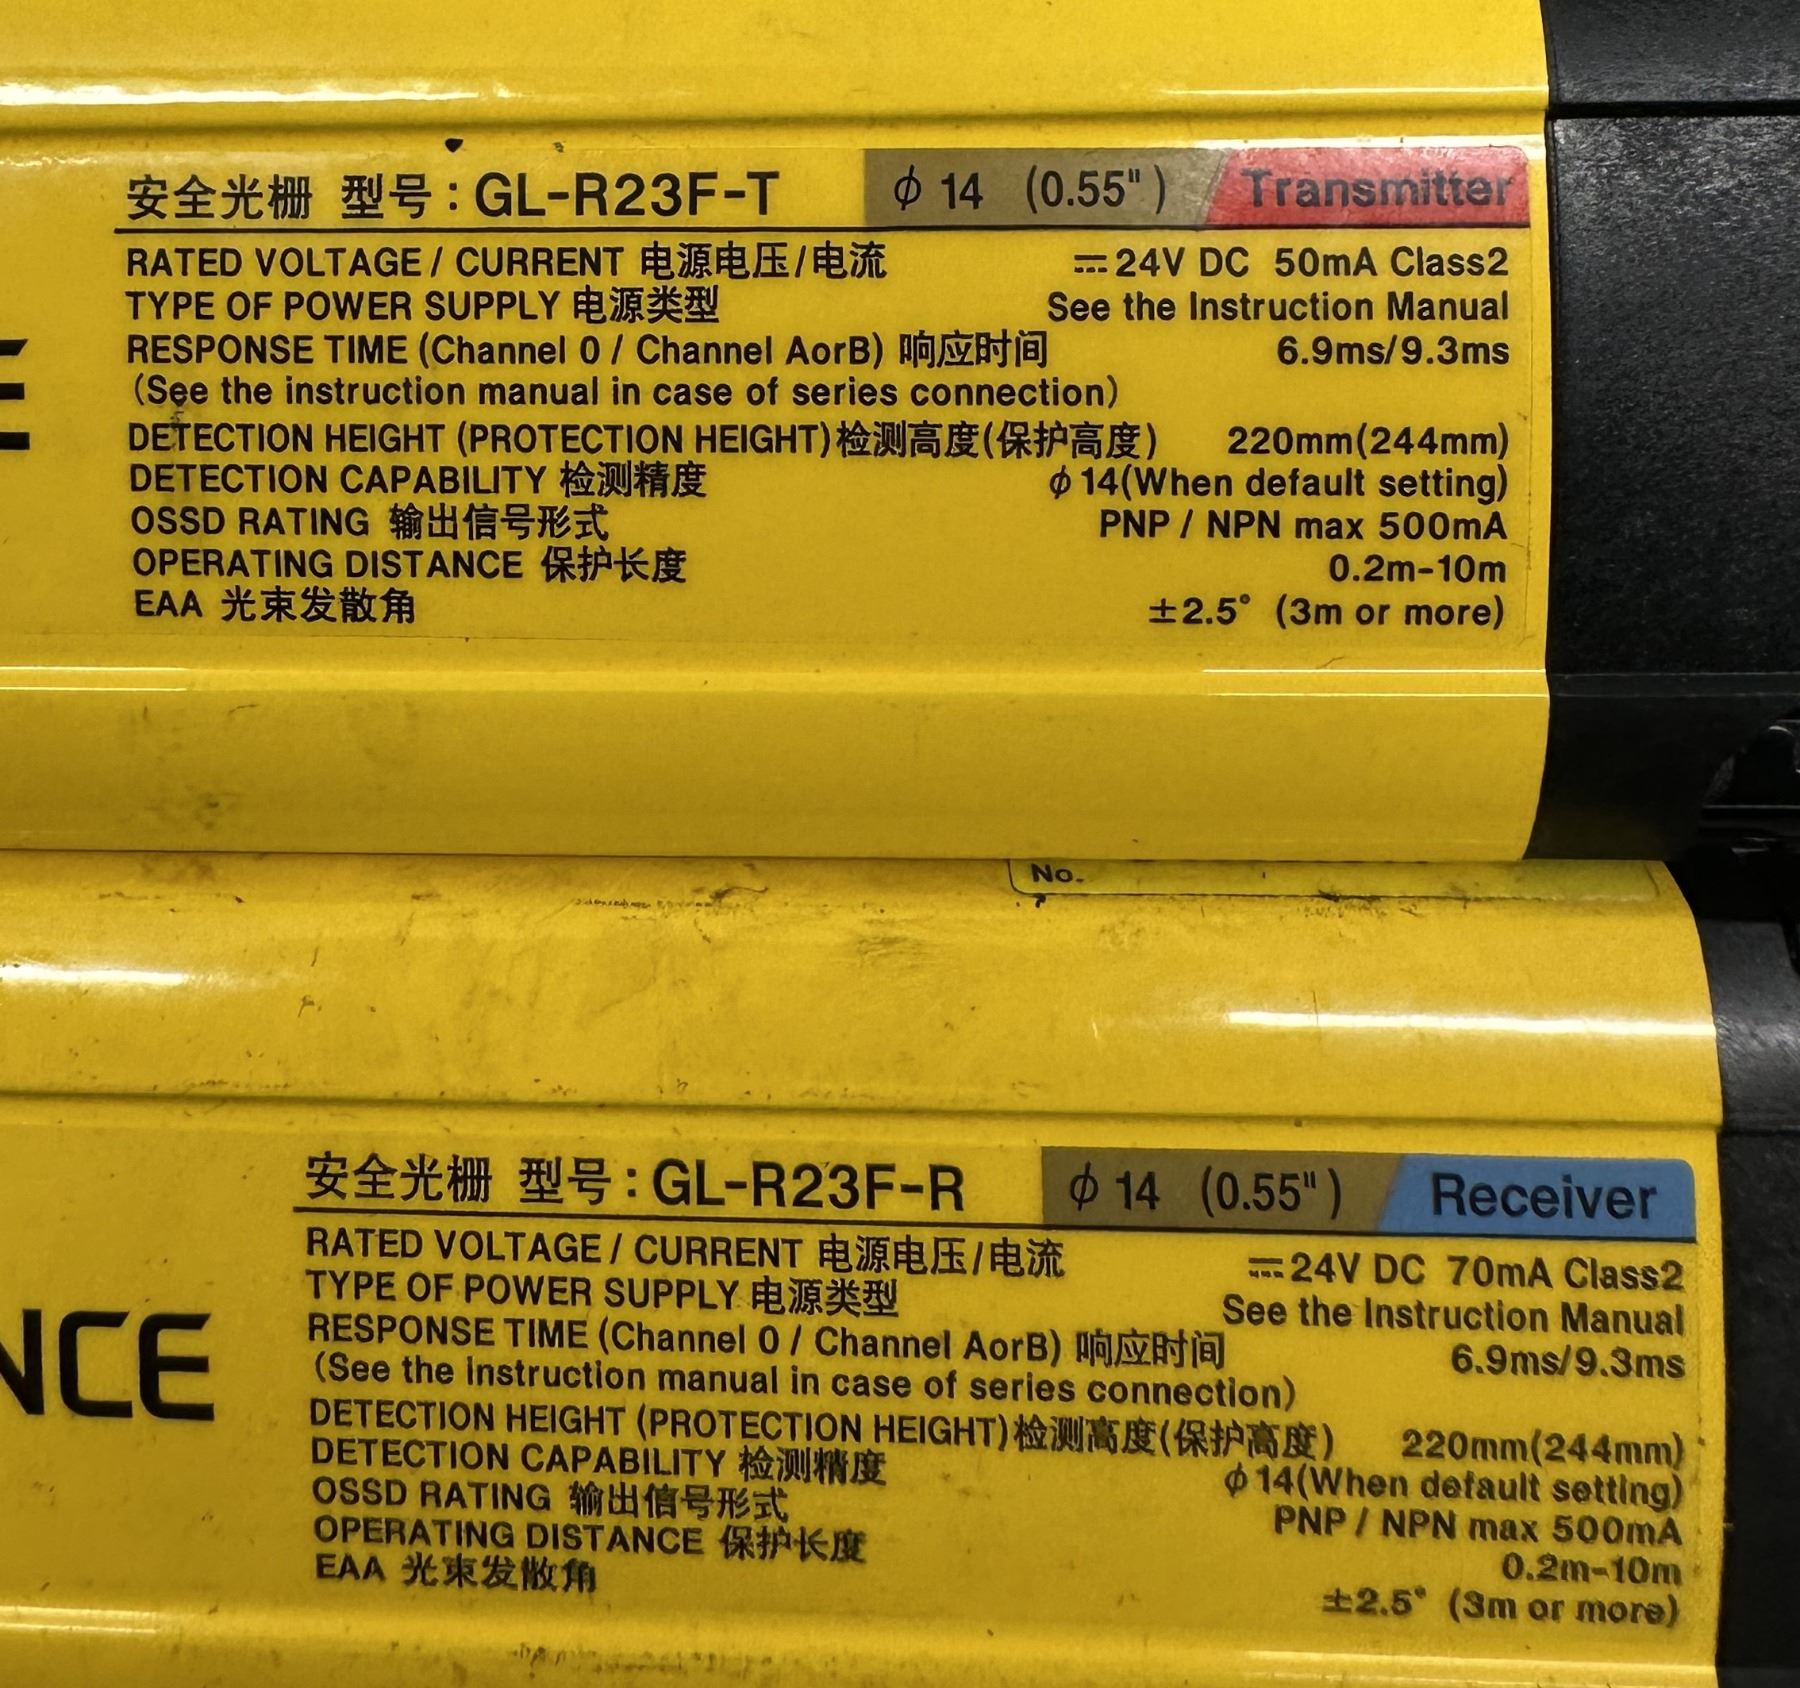 安全光栅 型号:GL-R23F-T φ14 (0.55") Transmitter
RATED VOLTAGE / CURRENT 电源电压/电流 ⎓24V DC 50mA Class2
TYPE OF POWER SUPPLY 电源类型 See the Instruction Manual
RESPONSE TIME (Channel 0 / Channel AorB) 响应时间 6.9ms/9.3ms
(See the instruction manual in case of series connection)
DETECTION HEIGHT (PROTECTION HEIGHT)检测高度(保护高度) 220mm(244mm)
DETECTION CAPABILITY 检测精度 φ14(When default setting)
OSSD RATING 输出信号形式 PNP / NPN max 500mA
OPERATING DISTANCE 保护长度 0.2m-10m
EAA 光束发散角 ±2.5° (3m or more)
No.
安全光栅 型号:GL-R23F-R φ14 (0.55") Receiver
RATED VOLTAGE / CURRENT 电源电压/电流 ⎓24V DC 70mA Class2
TYPE OF POWER SUPPLY 电源类型 See the Instruction Manual
RESPONSE TIME (Channel 0 / Channel AorB) 响应时间 6.9ms/9.3ms
(See the instruction manual in case of series connection)
DETECTION HEIGHT (PROTECTION HEIGHT)检测高度(保护高度) 220mm(244mm)
DETECTION CAPABILITY 检测精度 φ14(When default setting)
OSSD RATING 输出信号形式 PNP / NPN max 500mA
OPERATING DISTANCE 保护长度 0.2m-10m
EAA 光束发散角 ±2.5° (3m or more)
NCE